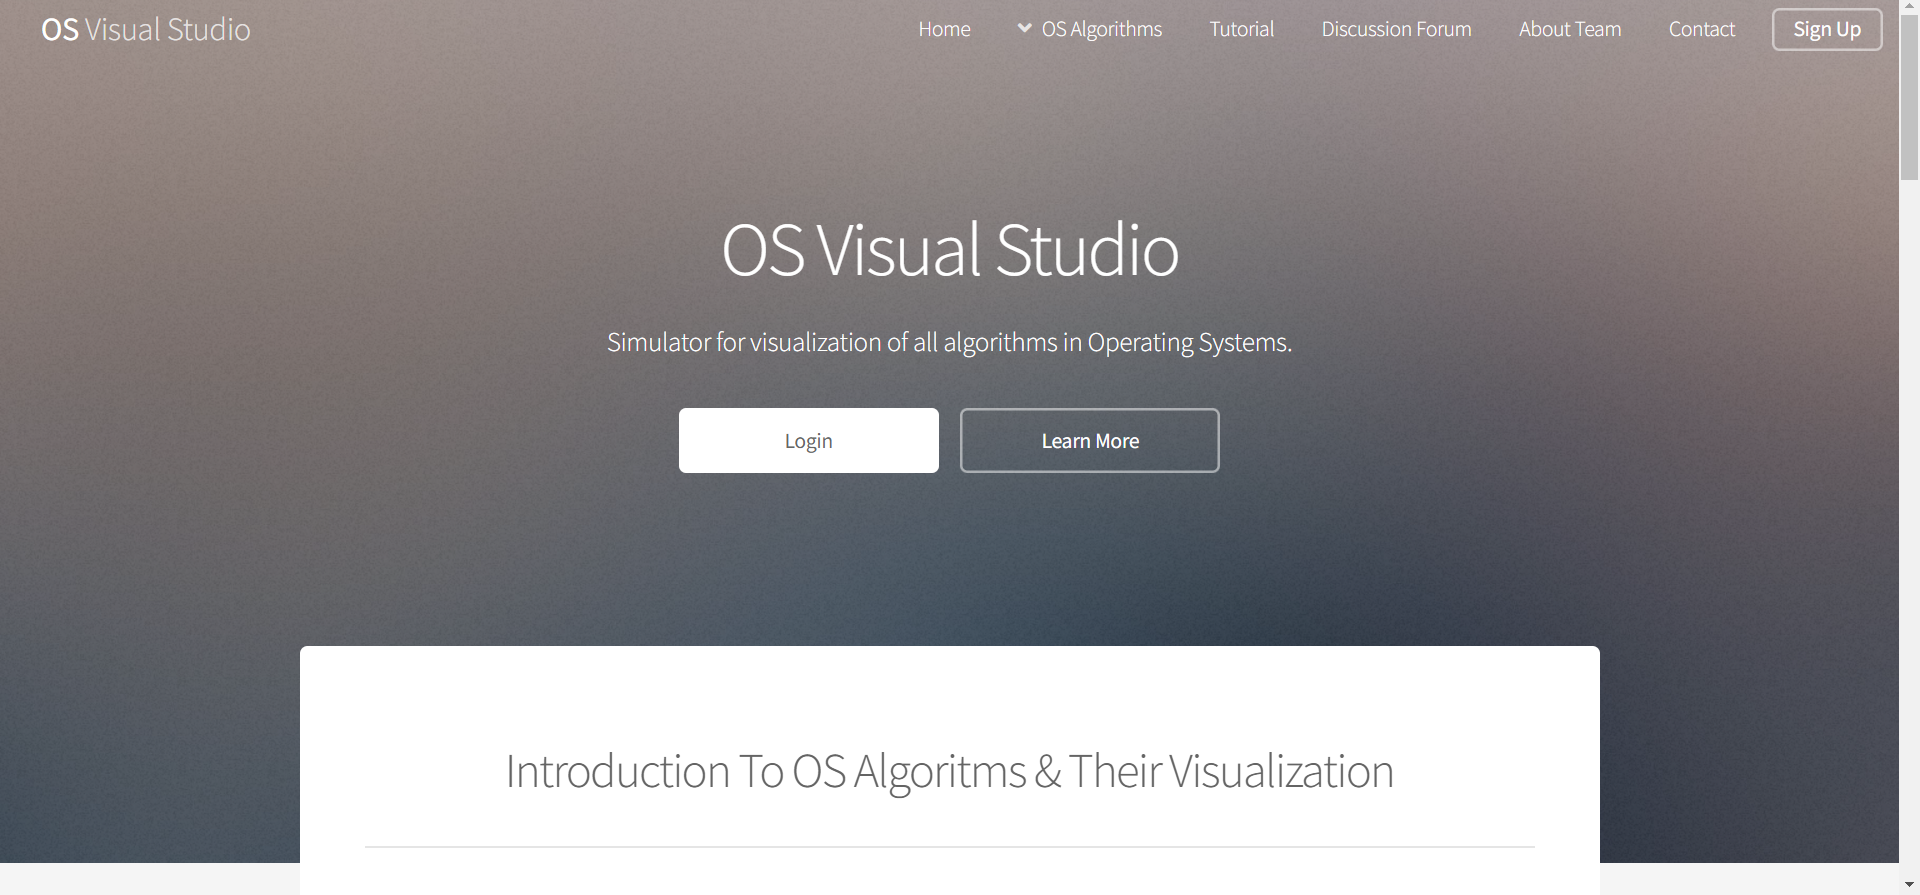 OS Visual Studio
Home OS Algorithms Tutorial Discussion Forum About Team Contact Sign Up
OS Visual Studio
Simulator for visualization of all algorithms in Operating Systems.
Login Learn More
Introduction To OS Algoritms & Their Visualization